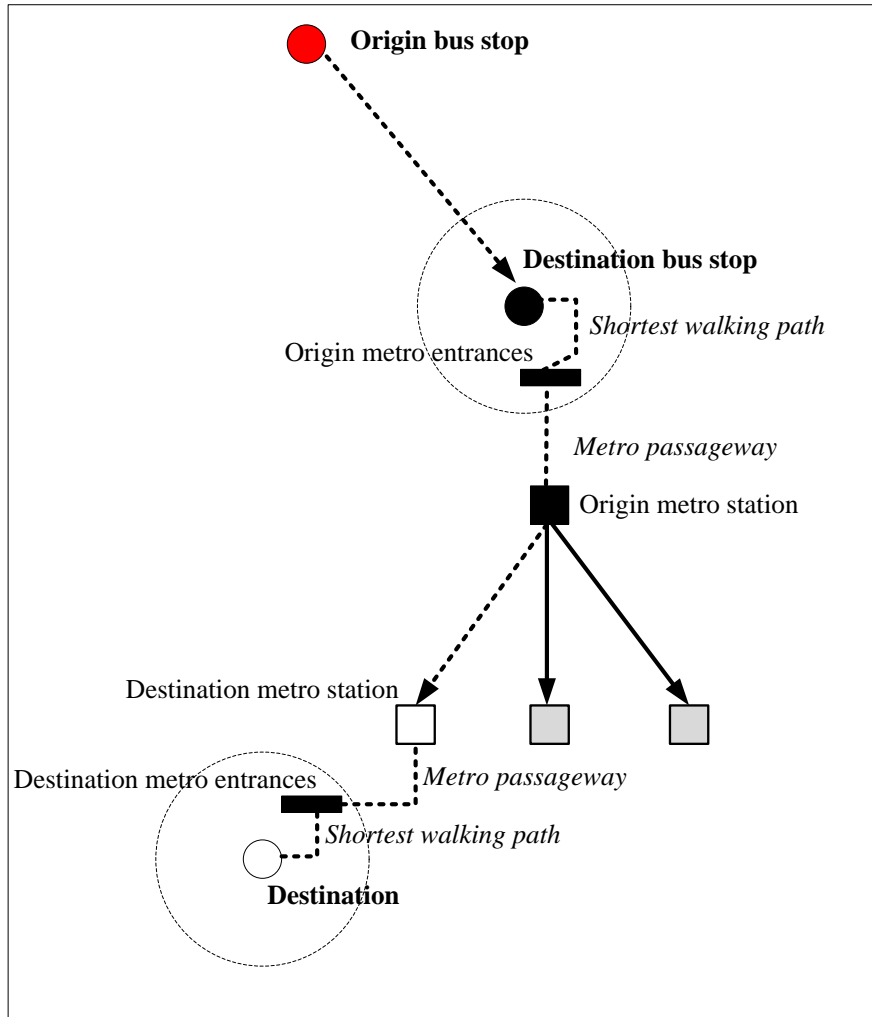 Origin bus stop
Destination bus stop
Shortest walking path
Origin metro entrances
Metro passageway
Origin metro station
Destination metro station
Metro passageway
Destination metro entrances
Shortest walking path
Destination